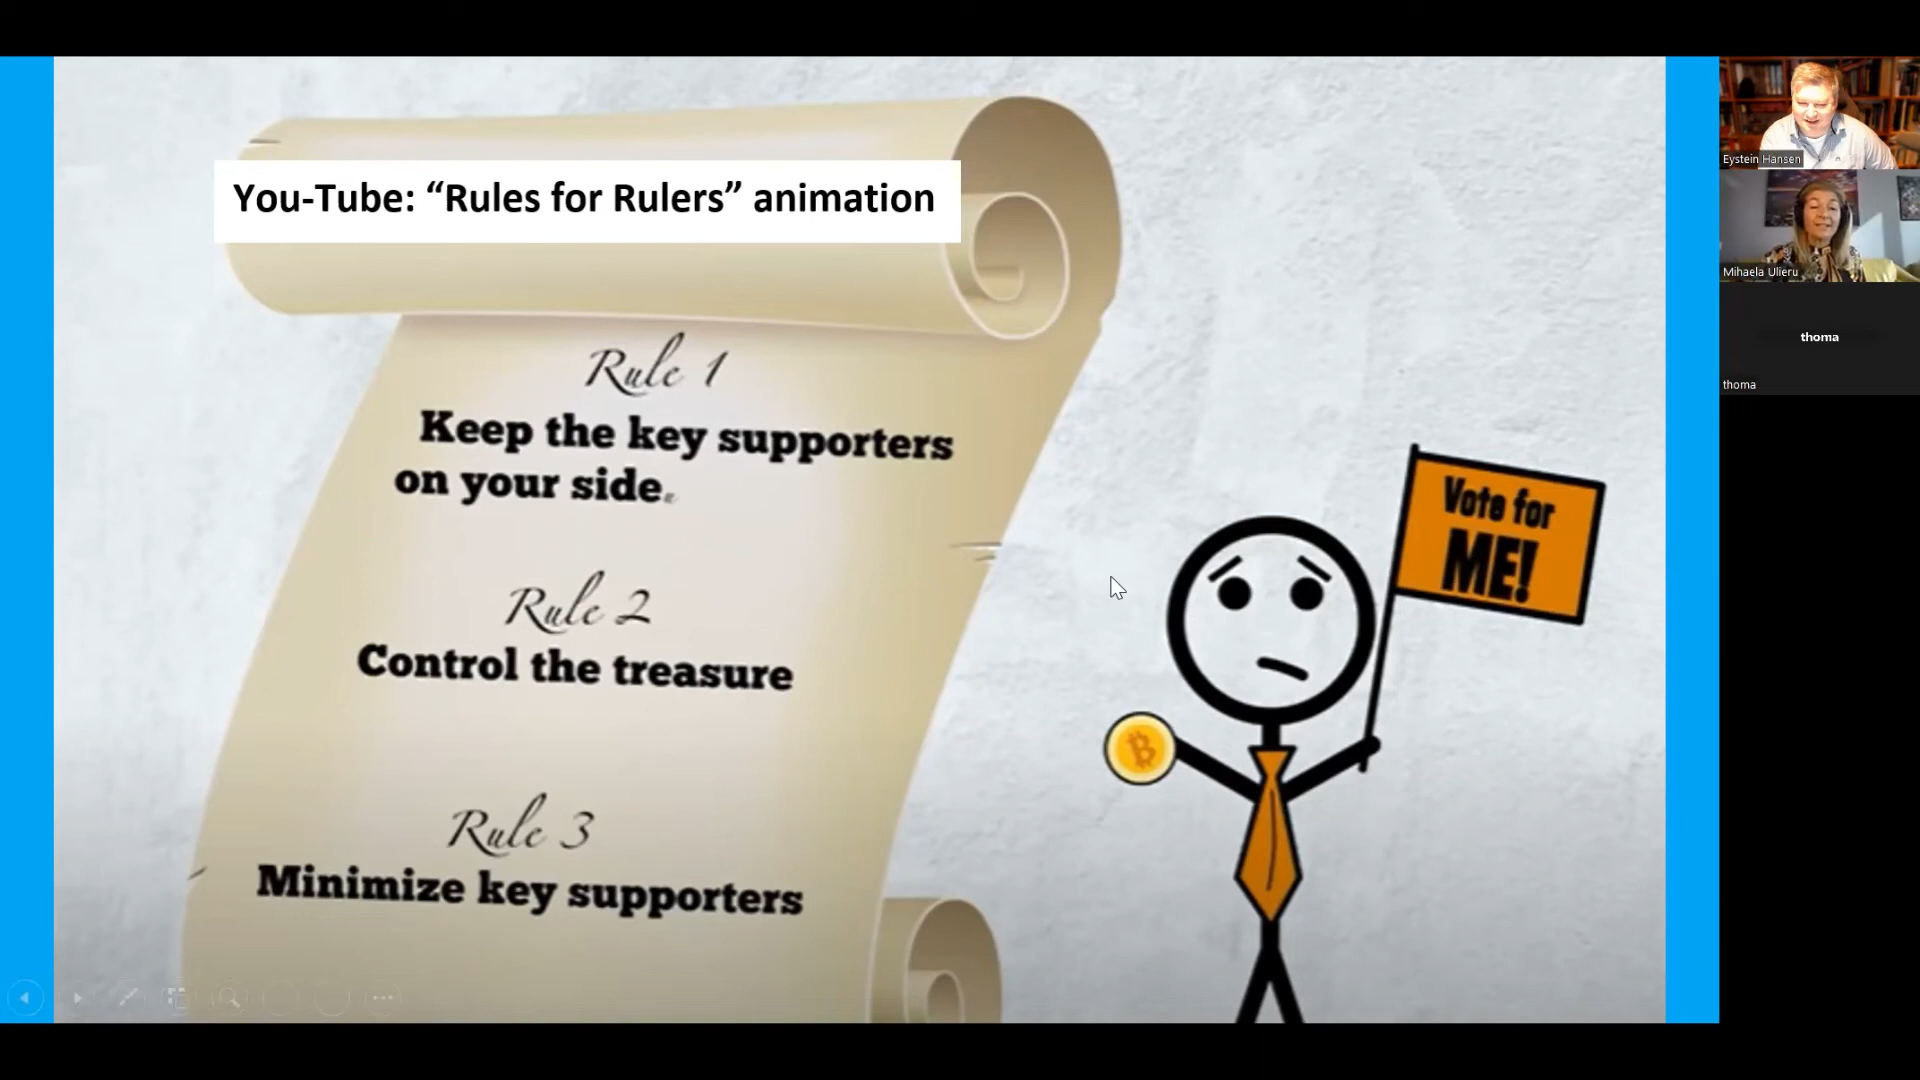 You-Tube: “Rules for Rulers” animation
Rule 1
Keep the key supporters
on your side.
Rule 2
Control the treasure
Rule 3
Minimize key supporters
Vote for
ME!
Eystein Hansen
Mihaela Ulieru
thoma
thoma